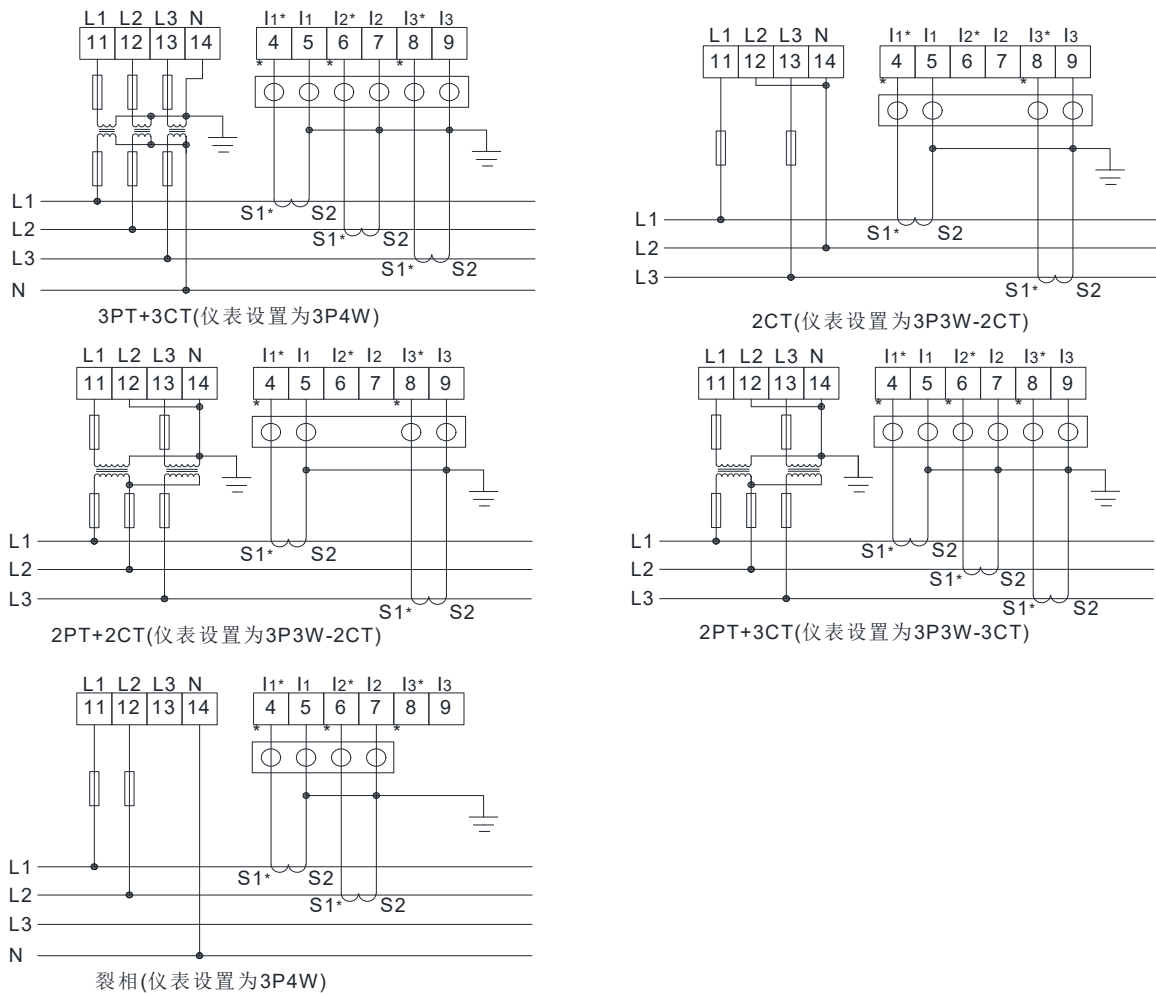 L1 L2 L3 N I1* I1 I2* I2 I3* I3
11 12 13 14 4 5 6 7 8 9
* * *
L1
S1* S2
L2
S1* S2
L3
S1* S2
N
3PT+3CT(仪表设置为3P4W)
L1 L2 L3 N I1* I1 I2* I2 I3* I3
11 12 13 14 4 5 6 7 8 9
* *
L1
S1* S2
L2
L3
S1* S2
2CT(仪表设置为3P3W-2CT)
L1 L2 L3 N I1* I1 I2* I2 I3* I3
11 12 13 14 4 5 6 7 8 9
* *
L1
S1* S2
L2
L3
S1* S2
2PT+2CT(仪表设置为3P3W-2CT)
L1 L2 L3 N I1* I1 I2* I2 I3* I3
11 12 13 14 4 5 6 7 8 9
* * *
L1
S1* S2
L2
S1* S2
L3
S1* S2
2PT+3CT(仪表设置为3P3W-3CT)
L1 L2 L3 N I1* I1 I2* I2 I3* I3
11 12 13 14 4 5 6 7 8 9
* * *
L1
S1* S2
L2
S1* S2
L3
N
裂相(仪表设置为3P4W)